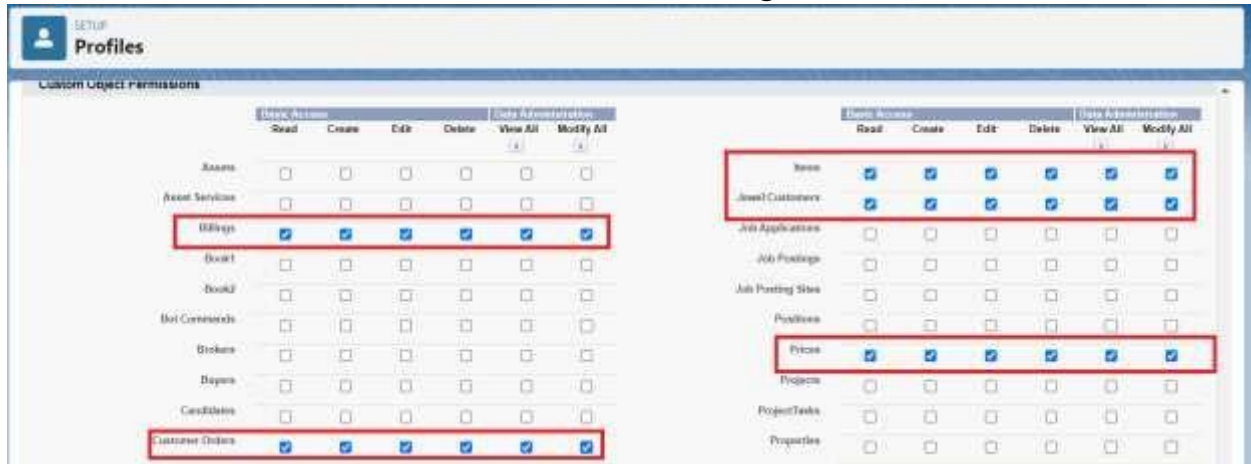 SETUP
Profiles
Custom Object Permissions
Basic Access Data Administration
Read Create Edit Delete View All Modify All
Assets
Asset Services
Billings
Book1
Book2
Bot Commands
Brokers
Buyers
Candidates
Customer Orders
Basic Access Data Administration
Read Create Edit Delete View All Modify All
Items
Jewel Customers
Job Applications
Job Postings
Job Posting Sites
Positions
Prices
Projects
ProjectTasks
Properties